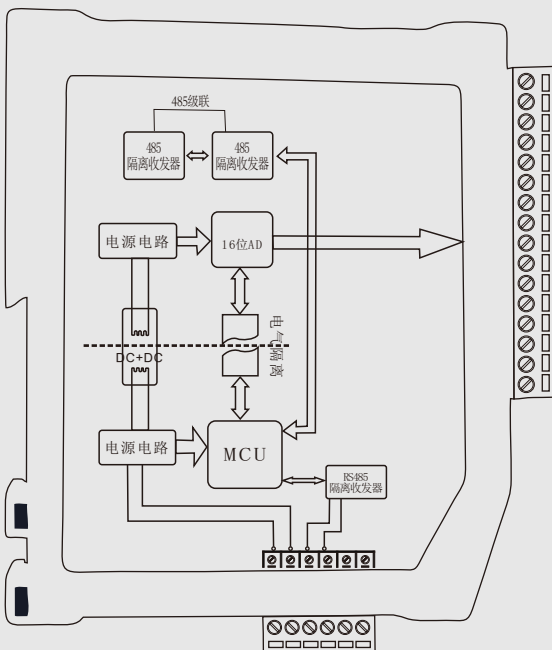 485级联
485
隔离收发器
485
隔离收发器
电源电路
16位AD
电气隔离
DC+DC
电源电路
MCU
RS485
隔离收发器